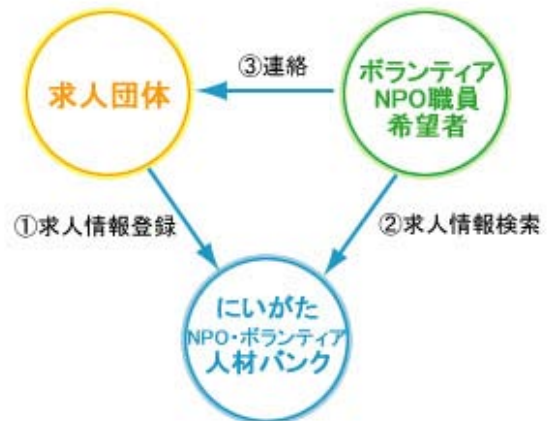 求人団体
③連絡
ボランティア
NPO職員
希望者
①求人情報登録
②求人情報検索
にいがた
NPO・ボランティア
人材バンク